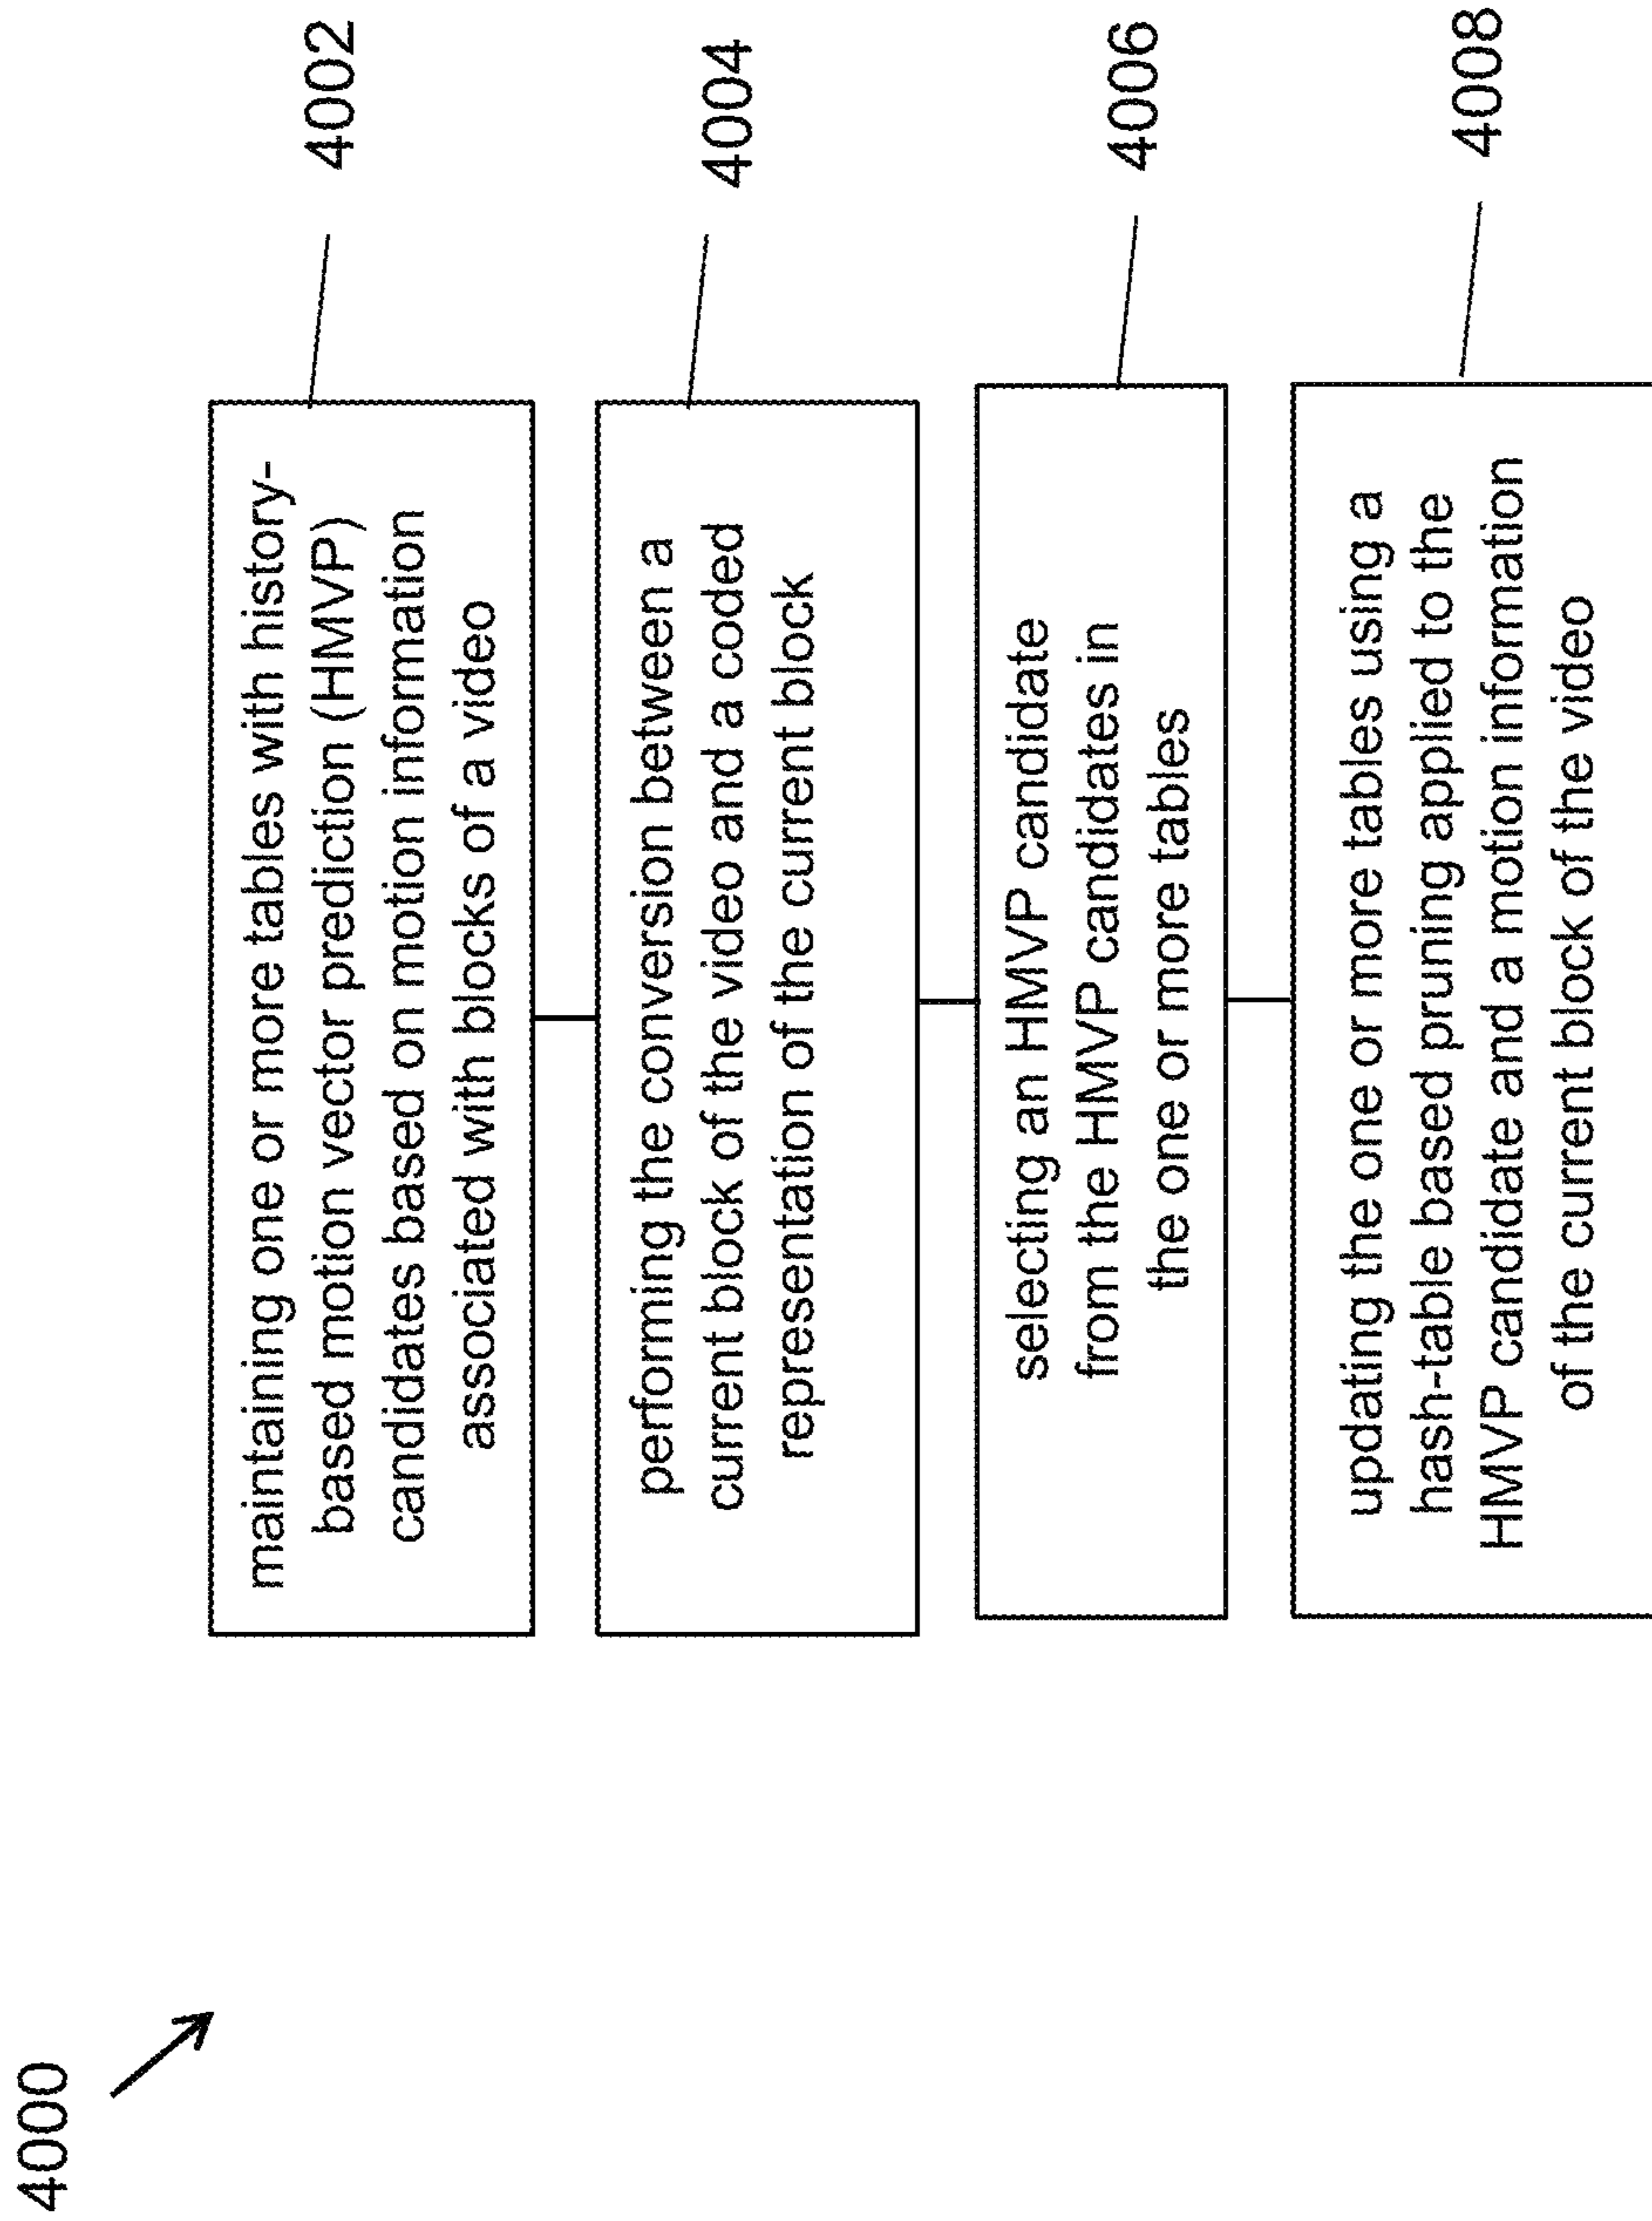 4000
maintaining one or more tables with history-
based motion vector prediction (HMVP)
candidates based on motion information
associated with blocks of a video
4002
performing the conversion between a
current block of the video and a coded
representation of the current block
4004
selecting an HMVP candidate
from the HMVP candidates in
the one or more tables
4006
updating the one or more tables using a
hash-table based pruning applied to the
HMVP candidate and a motion information
of the current block of the video
4008